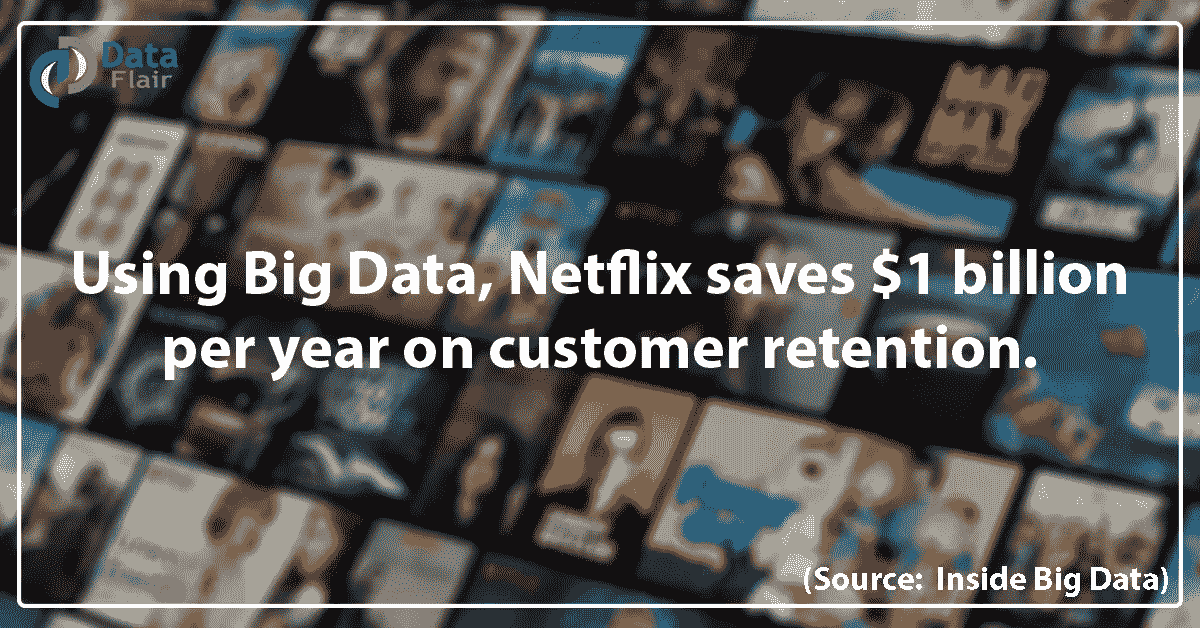 Data
Flair
Using Big Data, Netflix saves $1 billion
per year on customer retention.
(Source: Inside Big Data)